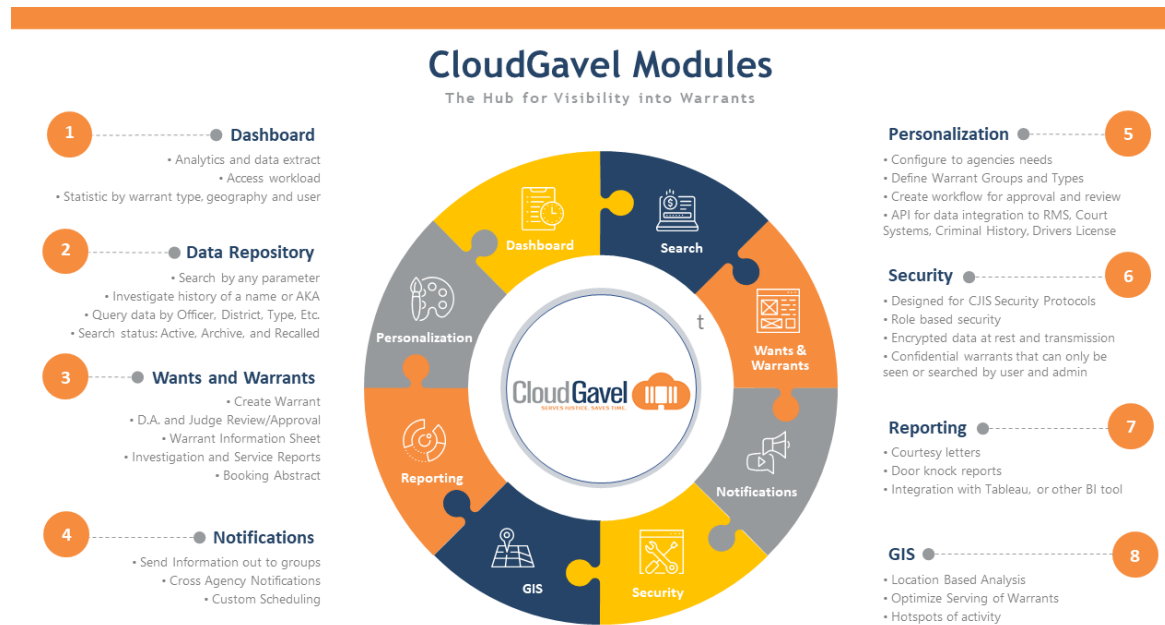 CloudGavel Modules
The Hub for Visibility into Warrants
1
Dashboard
• Analytics and data extract
• Access workload
• Statistic by warrant type, geography and user
2
Data Repository
• Search by any parameter
• Investigate history of a name or AKA
• Query data by Officer, District, Type, Etc.
• Search status: Active, Archive, and Recalled
3
Wants and Warrants
• Create Warrant
• D.A. and Judge Review/Approval
• Warrant Information Sheet
• Investigation and Service Reports
• Booking Abstract
4
Notifications
• Send Information out to groups
• Cross Agency Notifications
• Custom Scheduling
Dashboard
Search
Personalization
t
Wants &
Warrants
CloudGavel
SERVES JUSTICE. SAVES TIME.
Reporting
Notifications
GIS
Security
Personalization
5
• Configure to agencies needs
• Define Warrant Groups and Types
• Create workflow for approval and review
• API for data integration to RMS, Court
Systems, Criminal History, Drivers License
Security
6
• Designed for CJIS Security Protocols
• Role based security
• Encrypted data at rest and transmission
• Confidential warrants that can only be
seen or searched by user and admin
Reporting
7
• Courtesy letters
• Door knock reports
• Integration with Tableau, or other BI tool
GIS
8
• Location Based Analysis
• Optimize Serving of Warrants
• Hotspots of activity